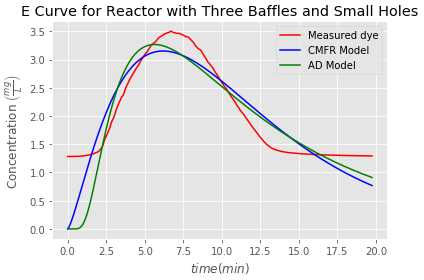 E Curve for Reactor with Three Baffles and Small Holes
Measured dye
CMFR Model
AD Model
Concentration (mg/L)
3.5
3.0
2.5
2.0
1.5
1.0
0.5
0.0
0.0 2.5 5.0 7.5 10.0 12.5 15.0 17.5 20.0
time(min)